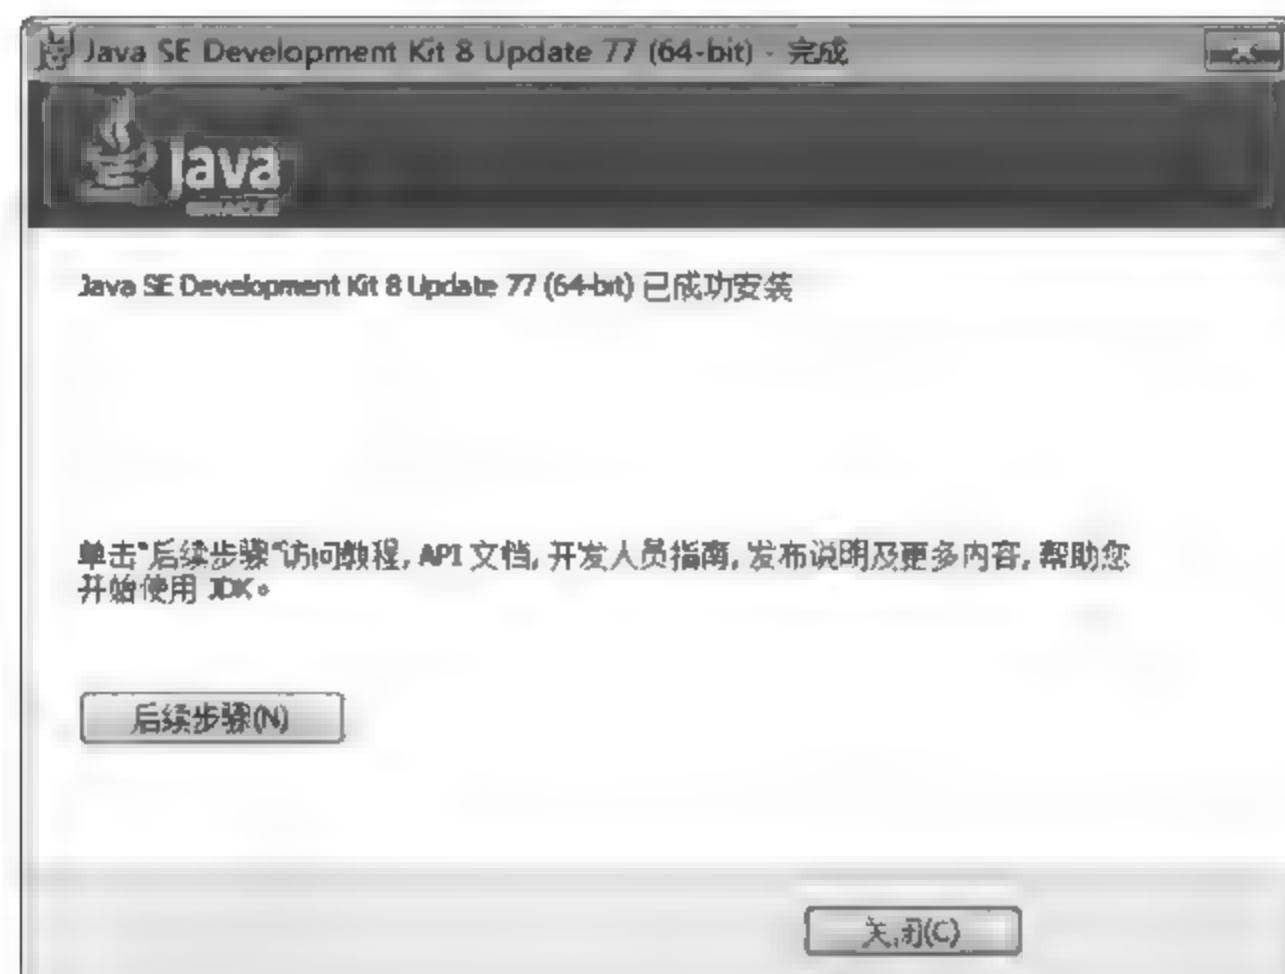 Java SE Development Kit 8 Update 77 (64-bit) - 完成
Java
Java SE Development Kit 8 Update 77 (64-bit) 已成功安装
单击"后续步骤"访问教程, API 文档, 开发人员指南, 发布说明及更多内容, 帮助您
开始使用 JDK。
后续步骤(N)
关闭(C)